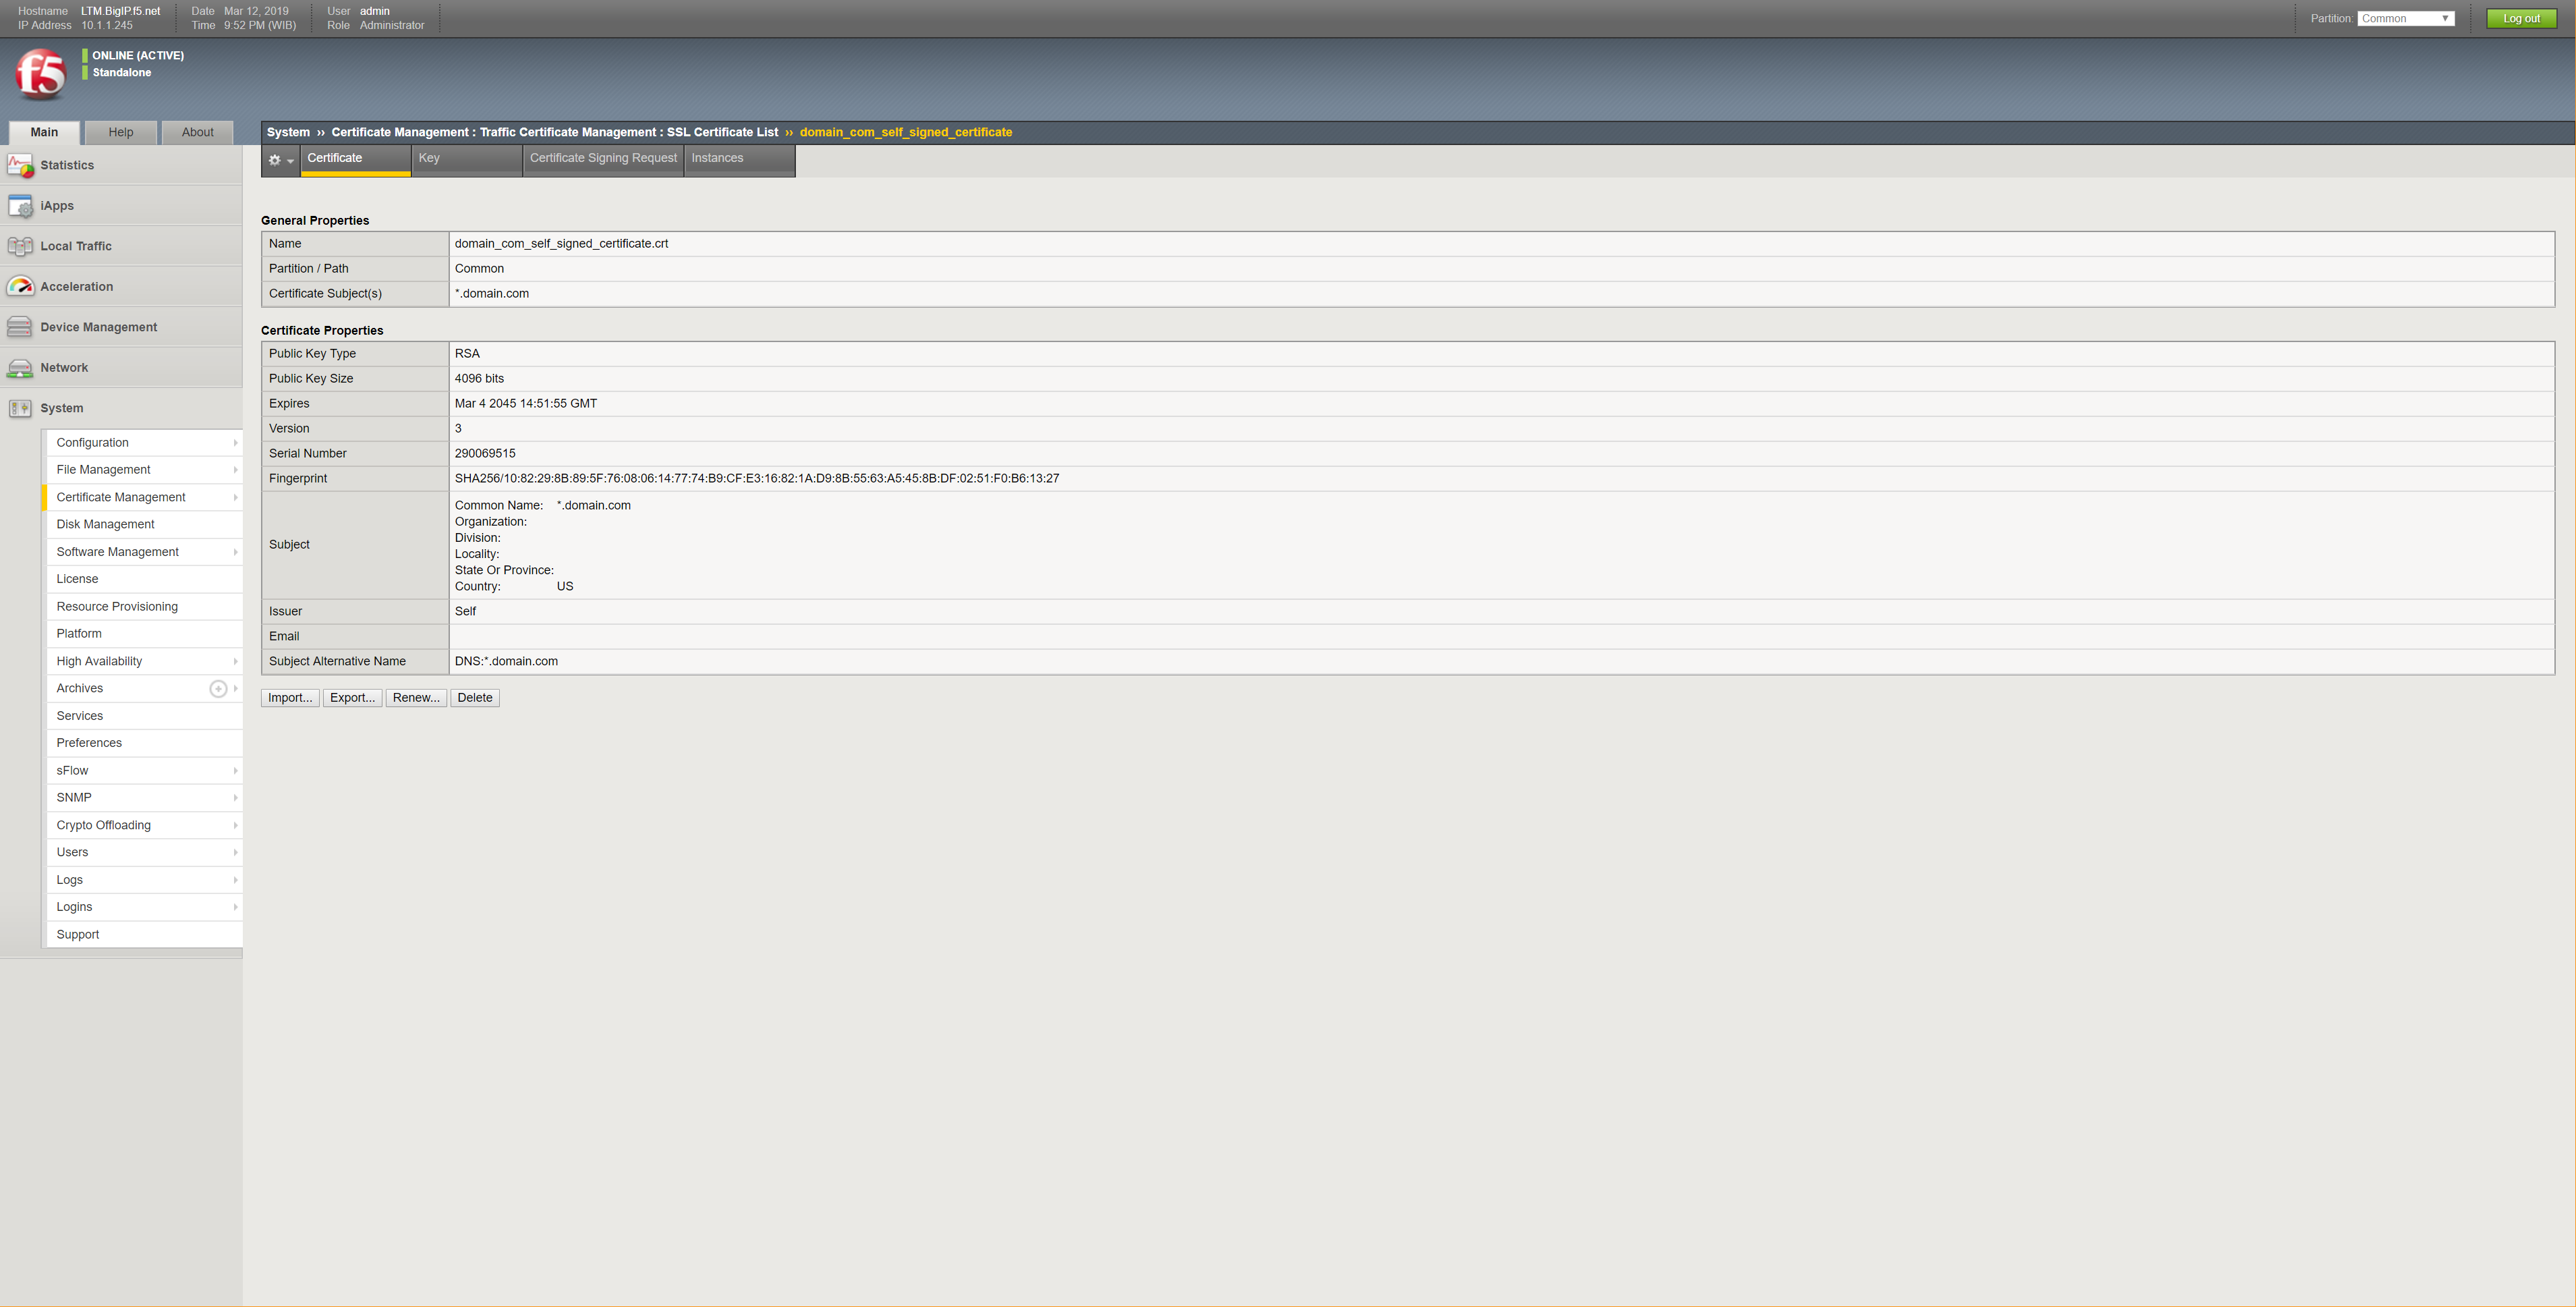 Hostname LTM.BigIP.f5.net Date Mar 12, 2019 User admin Partition: Common Log out
IP Address 10.1.1.245 Time 9:52 PM (WIB) Role Administrator
f5
ONLINE (ACTIVE)
Standalone
Main Help About
System ›› Certificate Management : Traffic Certificate Management : SSL Certificate List ›› domain_com_self_signed_certificate
Certificate Key Certificate Signing Request Instances
Statistics
iApps
Local Traffic
Acceleration
Device Management
Network
System
Configuration
File Management
Certificate Management
Disk Management
Software Management
License
Resource Provisioning
Platform
High Availability
Archives
Services
Preferences
sFlow
SNMP
Crypto Offloading
Users
Logs
Logins
Support
General Properties
Name domain_com_self_signed_certificate.crt
Partition / Path Common
Certificate Subject(s) *.domain.com
Certificate Properties
Public Key Type RSA
Public Key Size 4096 bits
Expires Mar 4 2045 14:51:55 GMT
Version 3
Serial Number 290069515
Fingerprint SHA256/10:82:29:8B:89:5F:76:08:06:14:77:74:B9:CF:E3:16:82:1A:D9:8B:55:63:A5:45:8B:DF:02:51:F0:B6:13:27
Subject
Common Name: *.domain.com
Organization:
Division:
Locality:
State Or Province:
Country: US
Issuer Self
Email
Subject Alternative Name DNS:*.domain.com
Import... Export... Renew... Delete